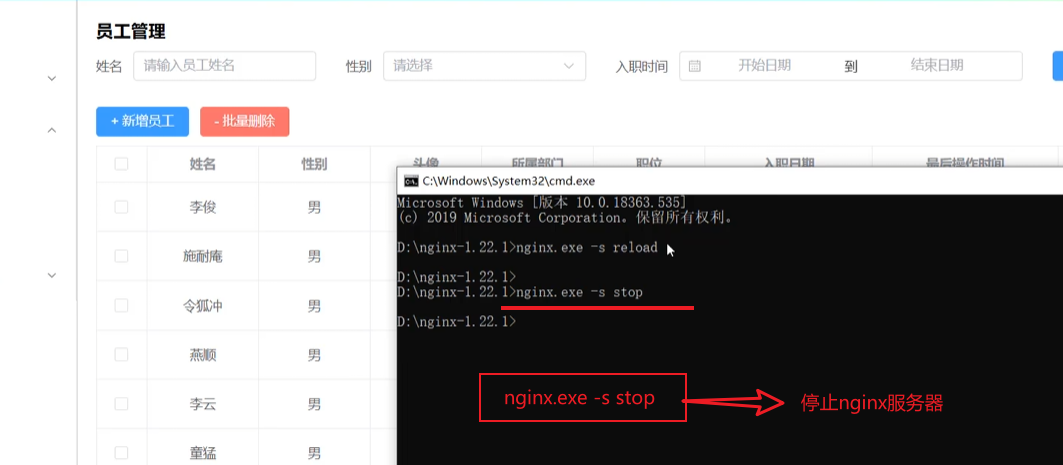 员工管理
姓名 请输入员工姓名 性别 请选择 入职时间 开始日期 到 结束日期
+ 新增员工 - 批量删除
姓名 性别 头像 所属部门 职位 入职日期 最后操作时间
李俊 男
施耐庵 男
令狐冲 男
燕顺 男
李云 男
童猛 男
C:\Windows\System32\cmd.exe
Microsoft Windows [版本 10.0.18363.535]
(c) 2019 Microsoft Corporation。保留所有权利。
D:\nginx-1.22.1>nginx.exe -s reload
D:\nginx-1.22.1>
D:\nginx-1.22.1>nginx.exe -s stop
D:\nginx-1.22.1>
nginx.exe -s stop 停止nginx服务器